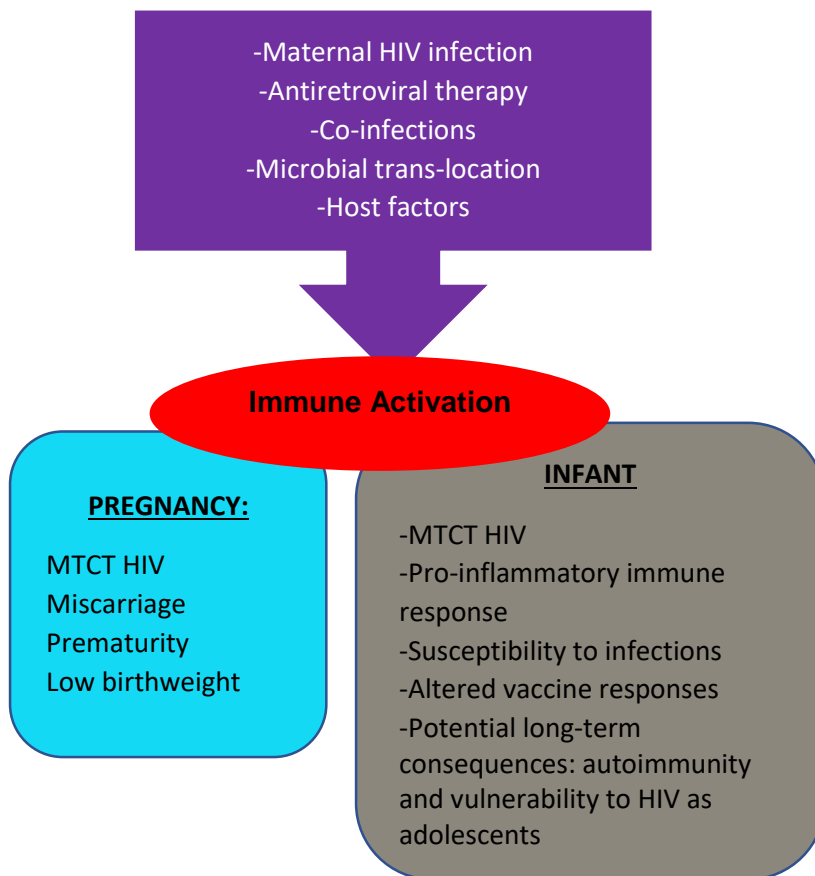 -Maternal HIV infection
-Antiretroviral therapy
-Co-infections
-Microbial trans-location
-Host factors
Immune Activation
PREGNANCY:
MTCT HIV
Miscarriage
Prematurity
Low birthweight
INFANT
-MTCT HIV
-Pro-inflammatory immune
response
-Susceptibility to infections
-Altered vaccine responses
-Potential long-term
consequences: autoimmunity
and vulnerability to HIV as
adolescents